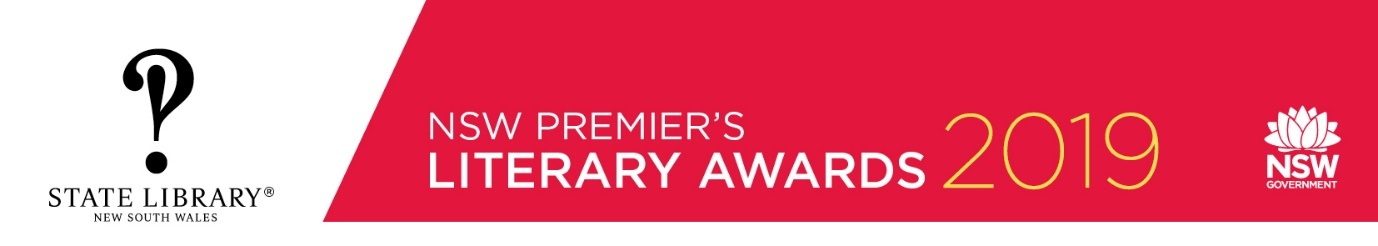 STATE LIBRARY®
NEW SOUTH WALES
NSW PREMIER'S
LITERARY AWARDS 2019
NSW
GOVERNMENT